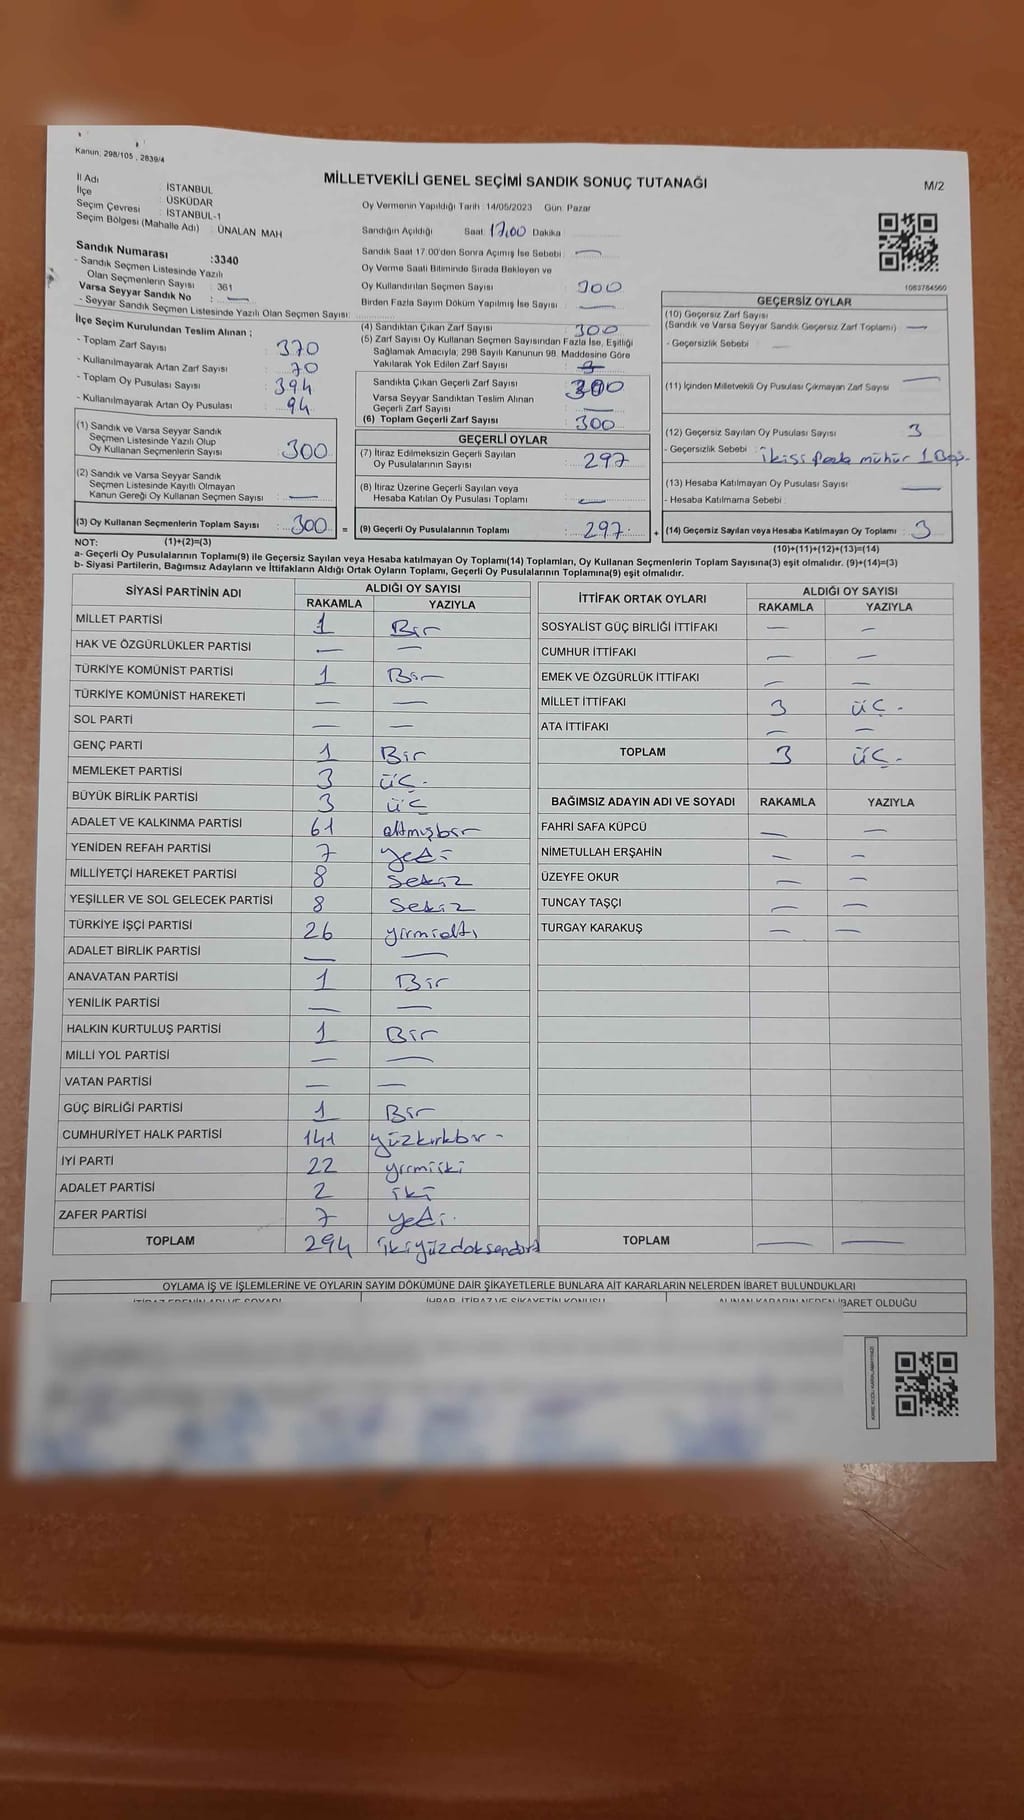 Kanun, 298/105 , 2839/4
MİLLETVEKİLİ GENEL SEÇİMİ SANDIK SONUÇ TUTANAĞI
M/2
İl Adı : İSTANBUL
İlçe : ÜSKÜDAR
Seçim Çevresi : İSTANBUL-1
Seçim Bölgesi (Mahalle Adı) : ÜNALAN MAH
Sandık Numarası :3340
- Sandık Seçmen Listesinde Yazılı
Olan Seçmenlerin Sayısı : 361
Varsa Seyyar Sandık No : —
- Seyyar Sandık Seçmen Listesinde Yazılı Olan Seçmen Sayısı:
İlçe Seçim Kurulundan Teslim Alınan ;
- Toplam Zarf Sayısı : 370
- Kullanılmayarak Artan Zarf Sayısı : 70
- Toplam Oy Pusulası Sayısı : 394
- Kullanılmayarak Artan Oy Pusulası : 94
(1) Sandık ve Varsa Seyyar Sandık
Seçmen Listesinde Yazılı Olup
Oy Kullanan Seçmenlerin Sayısı : 300
(2) Sandık ve Varsa Seyyar Sandık
Seçmen Listesinde Kayıtlı Olmayan
Kanun Gereği Oy Kullanan Seçmen Sayısı : —
(3) Oy Kullanan Seçmenlerin Toplam Sayısı : 300 =
Oy Vermenin Yapıldığı Tarih :14/05/2023 Gün: Pazar
Sandığın Açıldığı Saat: 17,00 Dakika
Sandık Saat 17.00'den Sonra Açımış İse Sebebi : —
Oy Verme Saati Bitiminde Sırada Bekleyen ve
Oy Kullandırılan Seçmen Sayısı : 300
Birden Fazla Sayım Döküm Yapılmış İse Sayısı : —
(4) Sandıktan Çıkan Zarf Sayısı : 300
(5) Zarf Sayısı Oy Kullanan Seçmen Sayısından Fazla İse, Eşitliği
Sağlamak Amacıyla, 298 Sayılı Kanunun 98. Maddesine Göre
Yakılarak Yok Edilen Zarf Sayısı :
Sandıkta Çıkan Geçerli Zarf Sayısı : 300
Varsa Seyyar Sandıktan Teslim Alınan
Geçerli Zarf Sayısı : —
(6) Toplam Geçerli Zarf Sayısı : 300
GEÇERLİ OYLAR
(7) İtiraz Edilmeksizin Geçerli Sayılan
Oy Pusulalarının Sayısı : 297
(8) İtiraz Üzerine Geçerli Sayılan veya
Hesaba Katılan Oy Pusulası Toplamı : —
(9) Geçerli Oy Pusulalarının Toplamı : 297 +
1083784560
GEÇERSİZ OYLAR
(10) Geçersiz Zarf Sayısı
(Sandık ve Varsa Seyyar Sandık Geçersiz Zarf Toplamı) : —
- Geçersizlik Sebebi : —
(11) İçinden Milletvekili Oy Pusulası Çıkmayan Zarf Sayısı : —
(12) Geçersiz Sayılan Oy Pusulası Sayısı : 3
- Geçersizlik Sebebi : ikisi fazla mühür 1 Boş.
(13) Hesaba Katılmayan Oy Pusulası Sayısı : —
- Hesaba Katılmama Sebebi :
(14) Geçersiz Sayılan veya Hesaba Katılmayan Oy Toplamı : 3
NOT: (1)+(2)=(3)
(10)+(11)+(12)+(13)=(14)
a- Geçerli Oy Pusulalarının Toplamı(9) ile Geçersiz Sayılan veya Hesaba katılmayan Oy Toplamı(14) Toplamları, Oy Kullanan Seçmenlerin Toplam Sayısına(3) eşit olmalıdır. (9)+(14)=(3)
b- Siyasi Partilerin, Bağımsız Adayların ve İttifakların Aldığı Ortak Oyların Toplamı, Geçerli Oy Pusulalarının Toplamına(9) eşit olmalıdır.
SİYASİ PARTİNİN ADI ALDIĞI OY SAYISI
RAKAMLA YAZIYLA
MİLLET PARTİSİ 1 Bir
HAK VE ÖZGÜRLÜKLER PARTİSİ — —
TÜRKİYE KOMÜNİST PARTİSİ 1 Bir
TÜRKİYE KOMÜNİST HAREKETİ — —
SOL PARTİ — —
GENÇ PARTİ 1 Bir
MEMLEKET PARTİSİ 3 üç.
BÜYÜK BİRLİK PARTİSİ 3 üç
ADALET VE KALKINMA PARTİSİ 61 altmışbir
YENİDEN REFAH PARTİSİ 7 yedi
MİLLİYETÇİ HAREKET PARTİSİ 8 sekiz
YEŞİLLER VE SOL GELECEK PARTİSİ 8 sekiz
TÜRKİYE İŞÇİ PARTİSİ 26 yirmialtı
ADALET BİRLİK PARTİSİ — —
ANAVATAN PARTİSİ 1 Bir
YENİLİK PARTİSİ — —
HALKIN KURTULUŞ PARTİSİ 1 Bir
MİLLİ YOL PARTİSİ — —
VATAN PARTİSİ — —
GÜÇ BİRLİĞİ PARTİSİ 1 Bir
CUMHURİYET HALK PARTİSİ 141 yüzkırkbir -
İYİ PARTİ 22 yirmiiki
ADALET PARTİSİ 2 iki
ZAFER PARTİSİ 7 yedi.
TOPLAM 294 ikiyüzdoksendört
İTTİFAK ORTAK OYLARI ALDIĞI OY SAYISI
RAKAMLA YAZIYLA
SOSYALİST GÜÇ BİRLİĞİ İTTİFAKI — —
CUMHUR İTTİFAKI — —
EMEK VE ÖZGÜRLÜK İTTİFAKI — —
MİLLET İTTİFAKI 3 üç -
ATA İTTİFAKI — —
TOPLAM 3 üç -
BAĞIMSIZ ADAYIN ADI VE SOYADI RAKAMLA YAZIYLA
FAHRİ SAFA KÜPCÜ — —
NİMETULLAH ERŞAHİN — —
ÜZEYFE OKUR — —
TUNCAY TAŞÇI — —
TURGAY KARAKUŞ — —
TOPLAM — —
OYLAMA İŞ VE İŞLEMLERİNE VE OYLARIN SAYIM DÖKÜMÜNE DAİR ŞİKAYETLERLE BUNLARA AİT KARARLARIN NELERDEN İBARET BULUNDUKLARI
İTİRAZ EDENİN ADI VE SOYADI İHBAR, İTİRAZ VE ŞİKAYETİN KONUSU ALINAN KARARIN NEDEN İBARET OLDUĞU